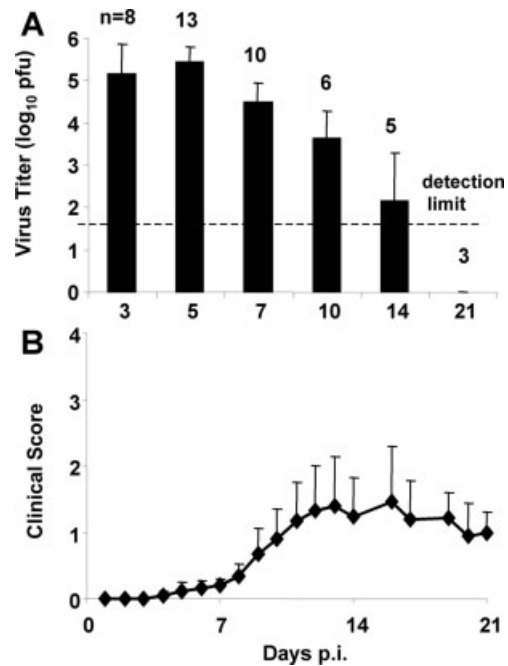 A
n=8
13
10
6
5
3
detection
limit
Virus Titer (log10 pfu)
6
5
4
3
2
1
0
3 5 7 10 14 21
B
Clinical Score
4
3
2
1
0
0 7 14 21
Days p.i.